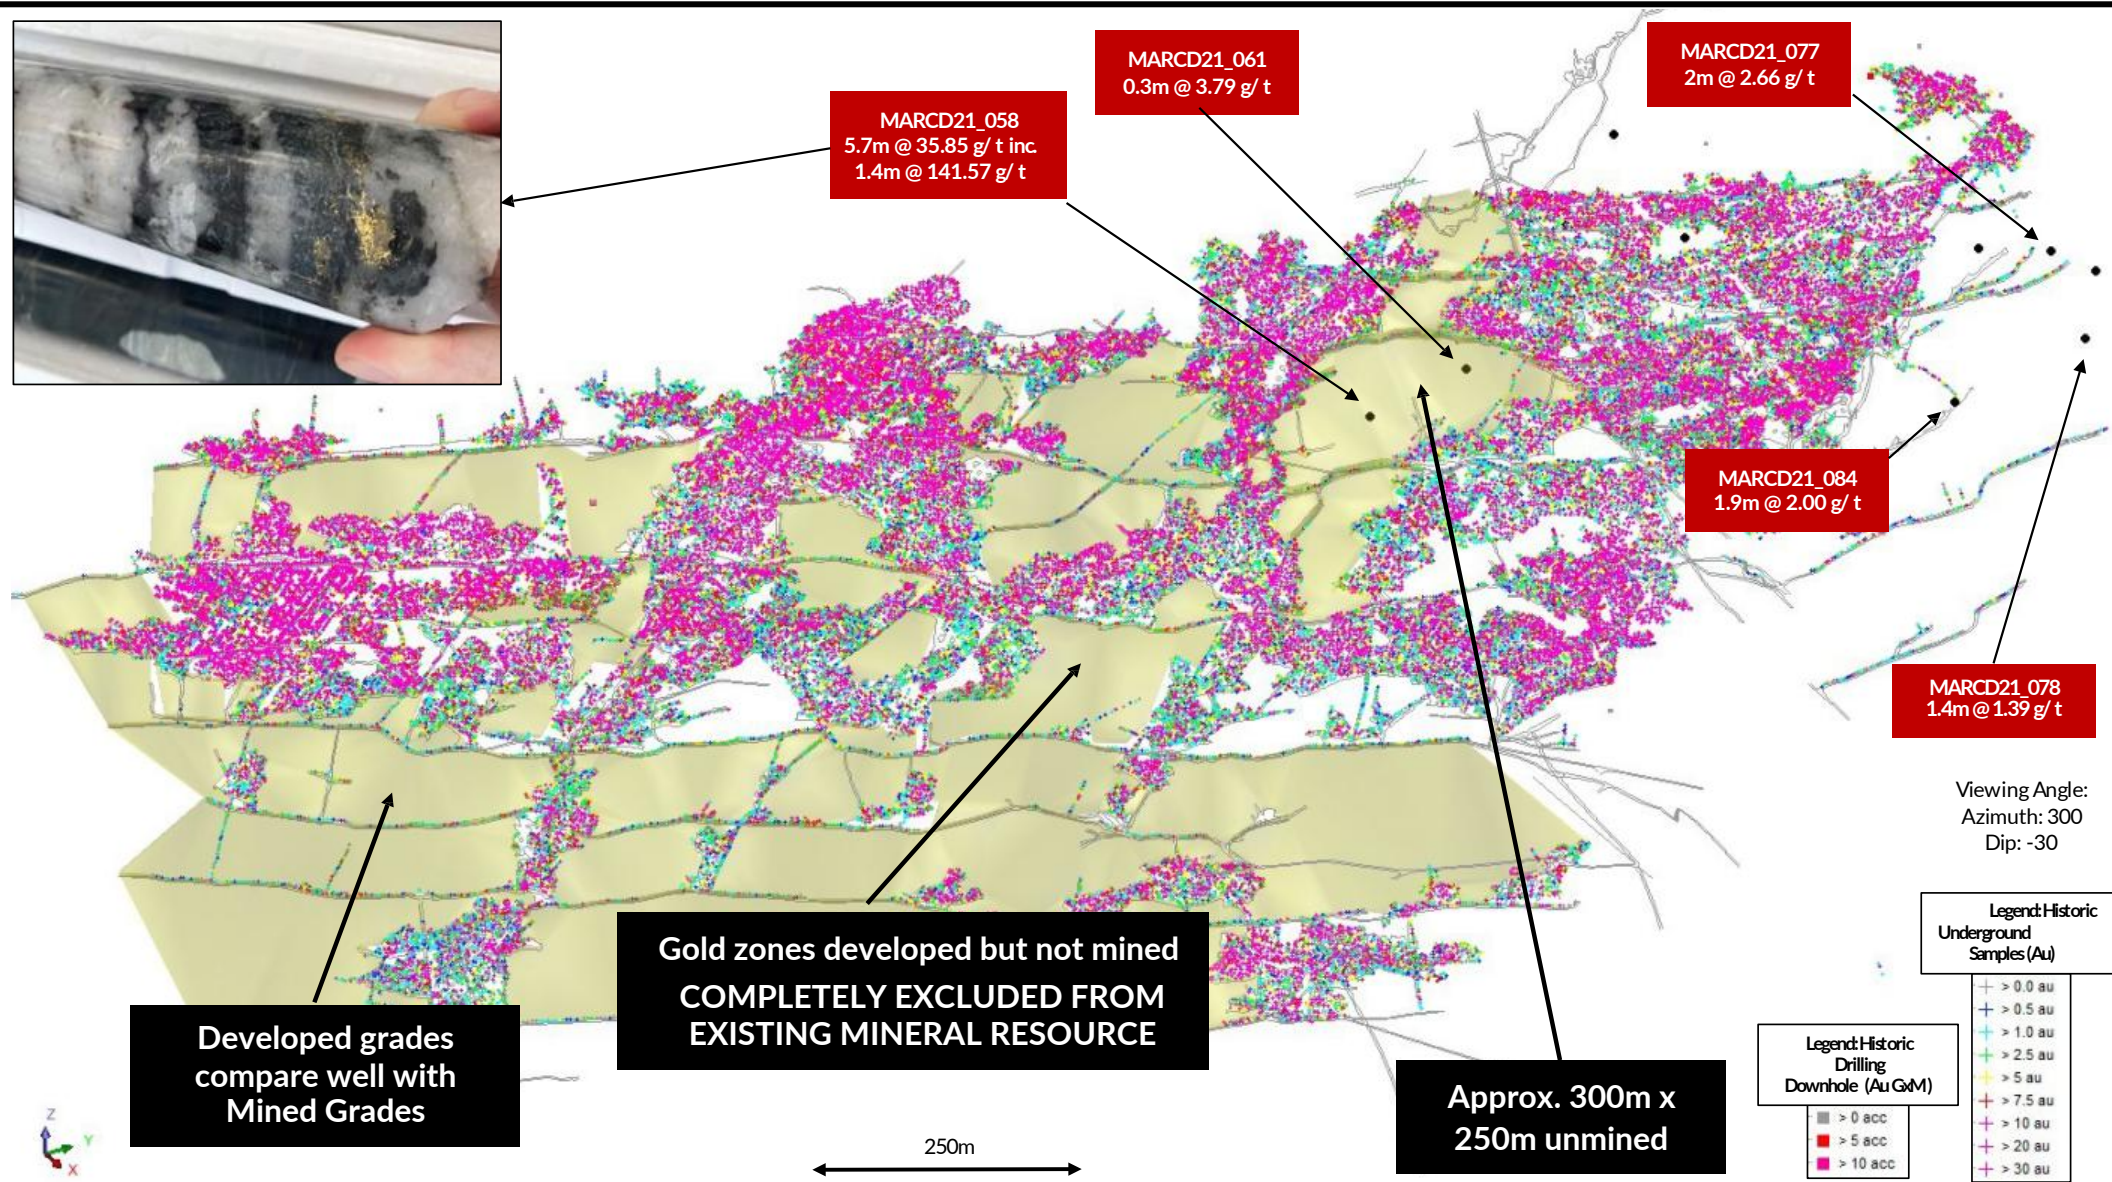 MARCD21_058
5.7m @ 35.85 g/t inc.
1.4m @ 141.57 g/t
MARCD21_061
0.3m @ 3.79 g/t
MARCD21_077
2m @ 2.66 g/t
MARCD21_084
1.9m @ 2.00 g/t
MARCD21_078
1.4m @ 1.39 g/t
Viewing Angle:
Azimuth: 300
Dip: -30
Developed grades
compare well with
Mined Grades
Gold zones developed but not mined
COMPLETELY EXCLUDED FROM
EXISTING MINERAL RESOURCE
Approx. 300m x
250m unmined
Legend: Historic
Drilling
Downhole (Au GxM)
> 0 acc
> 5 acc
> 10 acc
Legend: Historic
Underground
Samples (Au)
> 0.0 au
> 0.5 au
> 1.0 au
> 2.5 au
> 5 au
> 7.5 au
> 10 au
> 20 au
> 30 au
250m
Z
Y
X